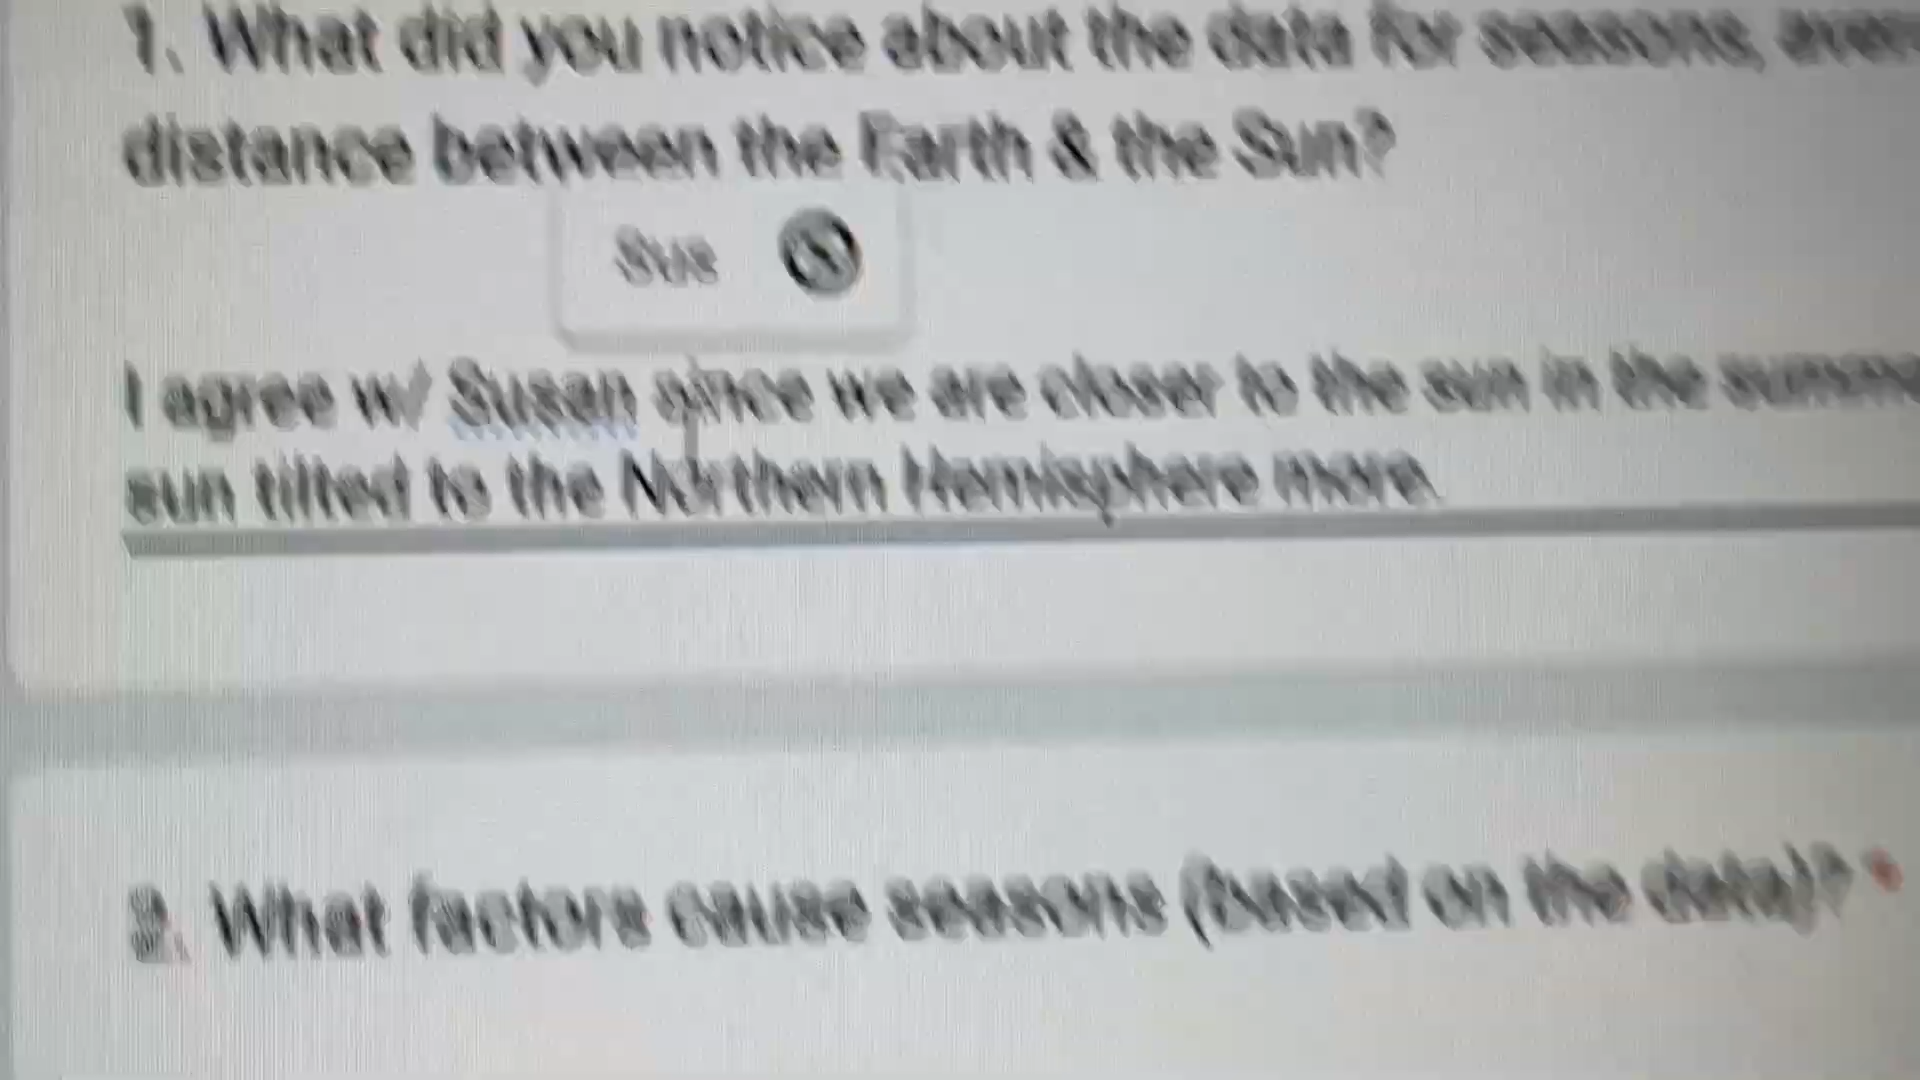 1. What did you notice about the data for seasons,
distance between the Earth & the Sun?
Sus
I agree w/ Susan since we are closer to the sun in the
sun tilted to the Northern Hemisphere more.
2. What factors cause seasons (based on the data)? *